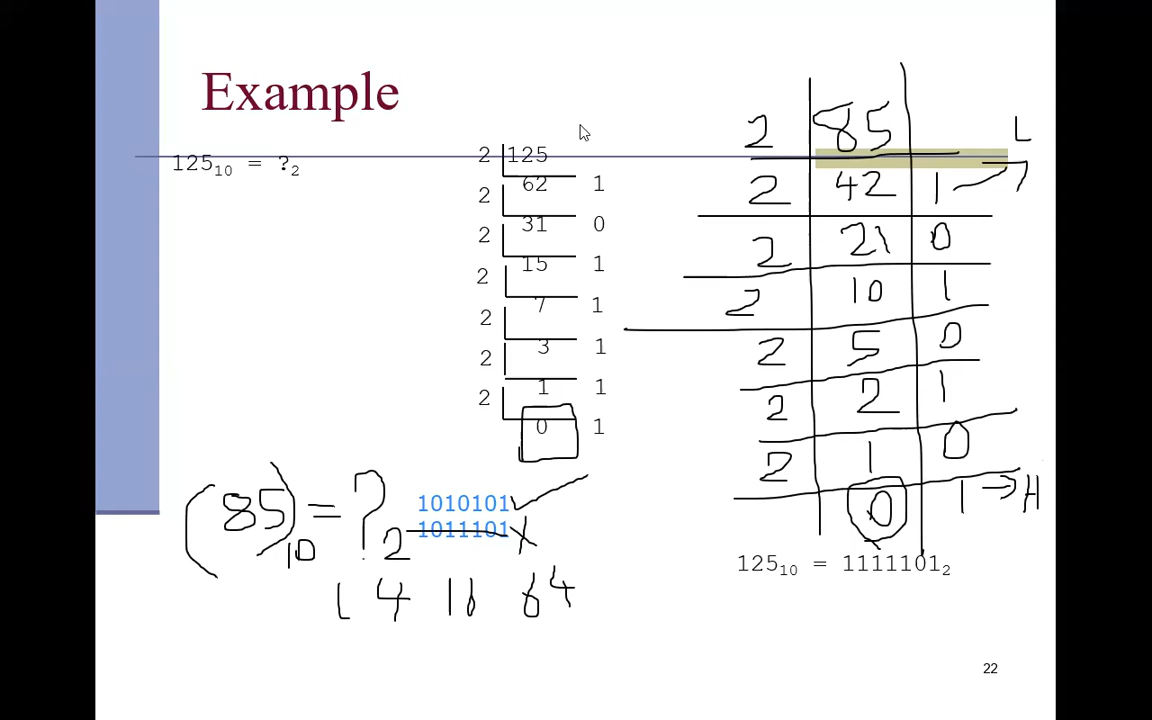 Example
125₁₀ = ?₂
2 125
2 62 1
2 31 0
2 15 1
2 7 1
2 3 1
2 1 1
0 1
2 85 L
2 42 1
2 21 0
2 10 1
2 5 0
2 2 1
2 1 0
0 1 → H
(85)₁₀ = ?₂
1010101
1011101
1 4 16 64
125₁₀ = 1111101₂
22